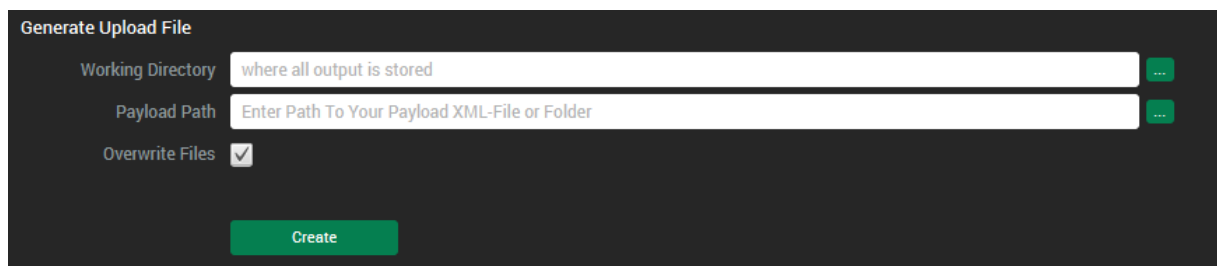 Generate Upload File
Working Directory where all output is stored ...
Payload Path Enter Path To Your Payload XML-File or Folder ...
Overwrite Files
Create